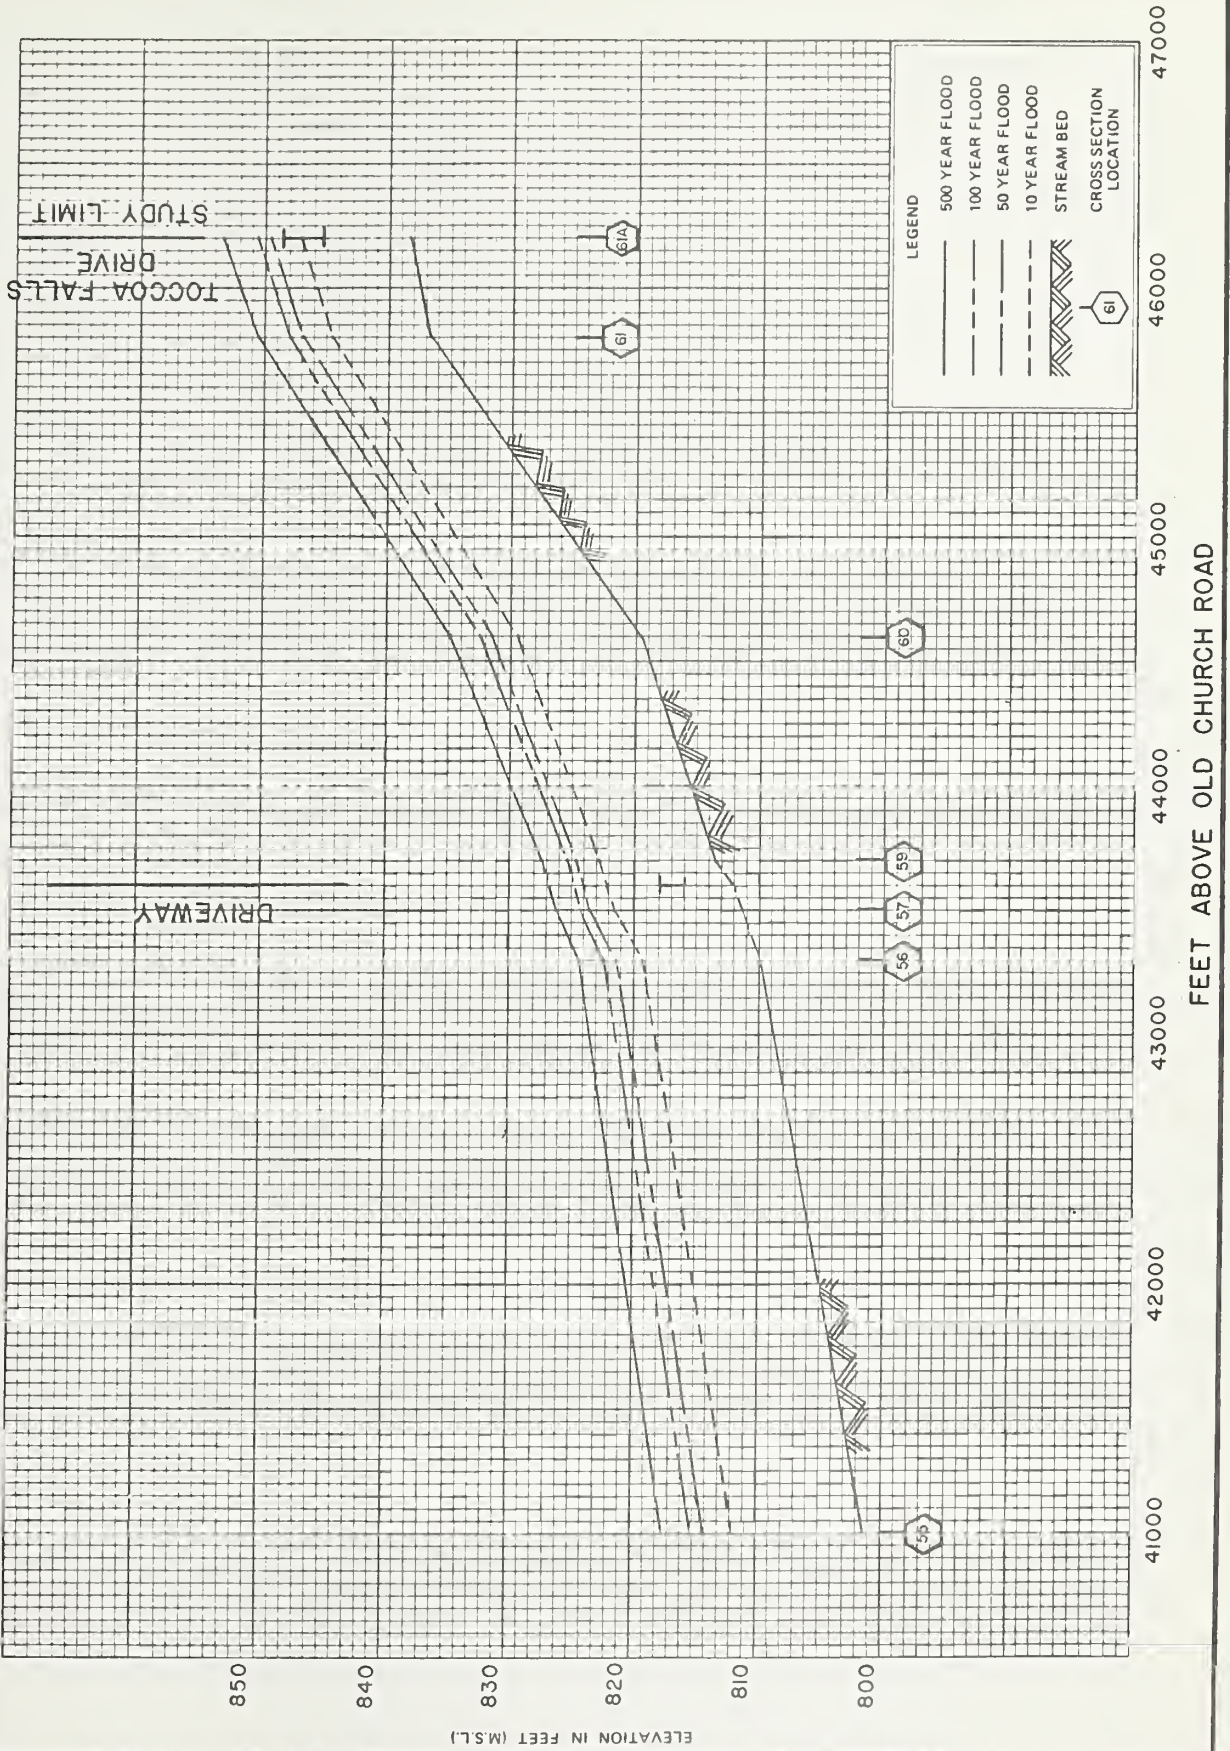 STUDY LIMIT
TOCCOA FALLS
DRIVE
DRIVEWAY
850
840
830
820
810
800
ELEVATION IN FEET (M.S.L.)
41000
42000
43000
44000
45000
46000
47000
FEET ABOVE OLD CHURCH ROAD
55
56
57
59
60
61
61A
LEGEND
500 YEAR FLOOD
100 YEAR FLOOD
50 YEAR FLOOD
10 YEAR FLOOD
STREAM BED
61
CROSS SECTION
LOCATION